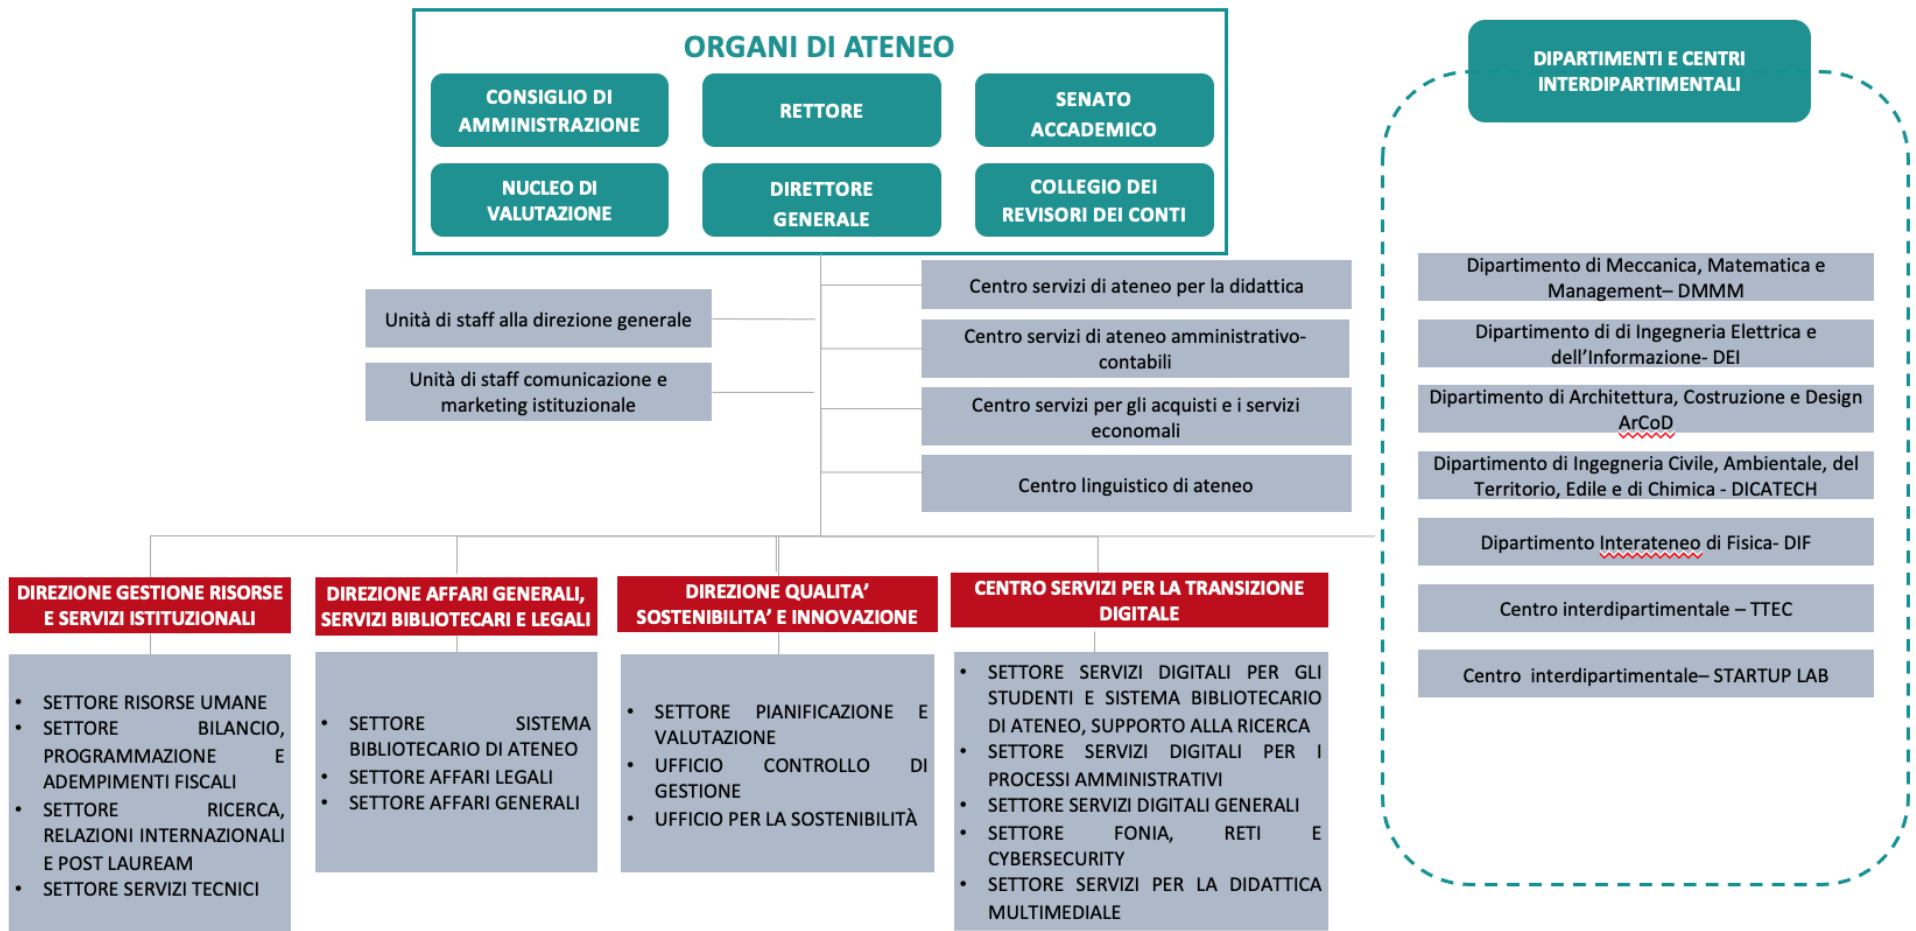 ORGANI DI ATENEO
CONSIGLIO DI
AMMINISTRAZIONE
RETTORE
SENATO
ACCADEMICO
NUCLEO DI
VALUTAZIONE
DIRETTORE
GENERALE
COLLEGIO DEI
REVISORI DEI CONTI
Unità di staff alla direzione generale
Unità di staff comunicazione e
marketing istituzionale
Centro servizi di ateneo per la didattica
Centro servizi di ateneo amministrativo-
contabili
Centro servizi per gli acquisti e i servizi
economali
Centro linguistico di ateneo
DIREZIONE GESTIONE RISORSE
E SERVIZI ISTITUZIONALI
• SETTORE RISORSE UMANE
• SETTORE BILANCIO,
PROGRAMMAZIONE E
ADEMPIMENTI FISCALI
• SETTORE RICERCA,
RELAZIONI INTERNAZIONALI
E POST LAUREAM
• SETTORE SERVIZI TECNICI
DIREZIONE AFFARI GENERALI,
SERVIZI BIBLIOTECARI E LEGALI
• SETTORE SISTEMA
BIBLIOTECARIO DI ATENEO
• SETTORE AFFARI LEGALI
• SETTORE AFFARI GENERALI
DIREZIONE QUALITA’
SOSTENIBILITA’ E INNOVAZIONE
• SETTORE PIANIFICAZIONE E
VALUTAZIONE
• UFFICIO CONTROLLO DI
GESTIONE
• UFFICIO PER LA SOSTENIBILITÀ
CENTRO SERVIZI PER LA TRANSIZIONE
DIGITALE
• SETTORE SERVIZI DIGITALI PER GLI
STUDENTI E SISTEMA BIBLIOTECARIO
DI ATENEO, SUPPORTO ALLA RICERCA
• SETTORE SERVIZI DIGITALI PER I
PROCESSI AMMINISTRATIVI
• SETTORE SERVIZI DIGITALI GENERALI
• SETTORE FONIA, RETI E
CYBERSECURITY
• SETTORE SERVIZI PER LA DIDATTICA
MULTIMEDIALE
DIPARTIMENTI E CENTRI
INTERDIPARTIMENTALI
Dipartimento di Meccanica, Matematica e
Management– DMMM
Dipartimento di di Ingegneria Elettrica e
dell’Informazione- DEI
Dipartimento di Architettura, Costruzione e Design
ArCoD
Dipartimento di Ingegneria Civile, Ambientale, del
Territorio, Edile e di Chimica - DICATECH
Dipartimento Interateneo di Fisica- DIF
Centro interdipartimentale – TTEC
Centro interdipartimentale– STARTUP LAB